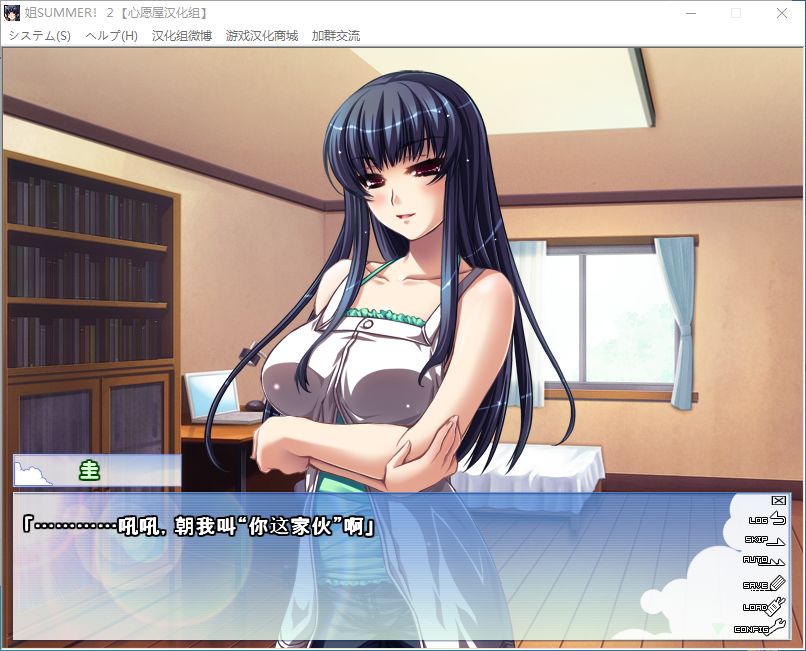 姐SUMMER! 2【心愿屋汉化组】
システム(S) ヘルプ(H) 汉化组微博 游戏汉化商城 加群交流
圭
「…………吼吼，朝我叫“你这家伙”啊」
LOG
SKIP
AUTO
SAVE
LOAD
CONFIG